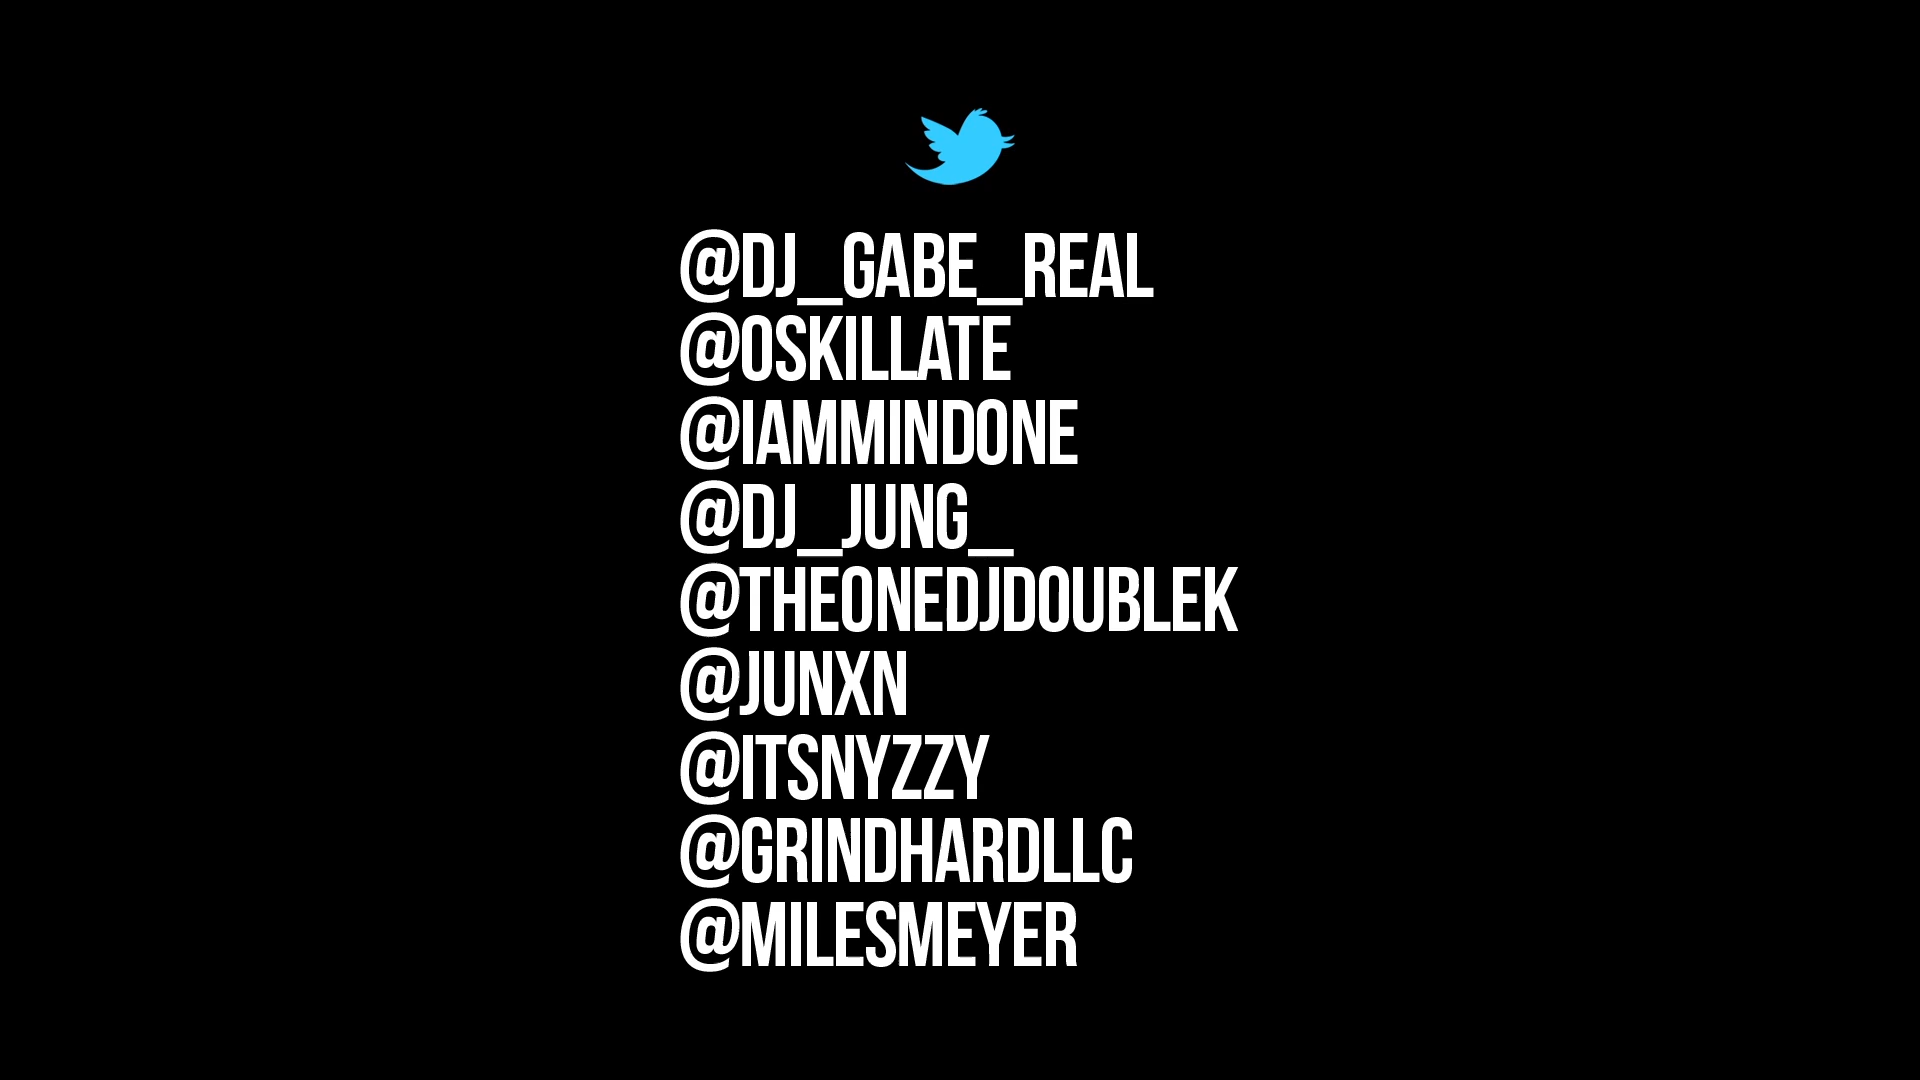 @DJ_GABE_REAL
@OSKILLATE
@IAMMINDONE
@DJ_JUNG_
@THEONEDJDOUBLEK
@JUNXN
@ITSNYZZY
@GRINDHARDLLC
@MILESMEYER